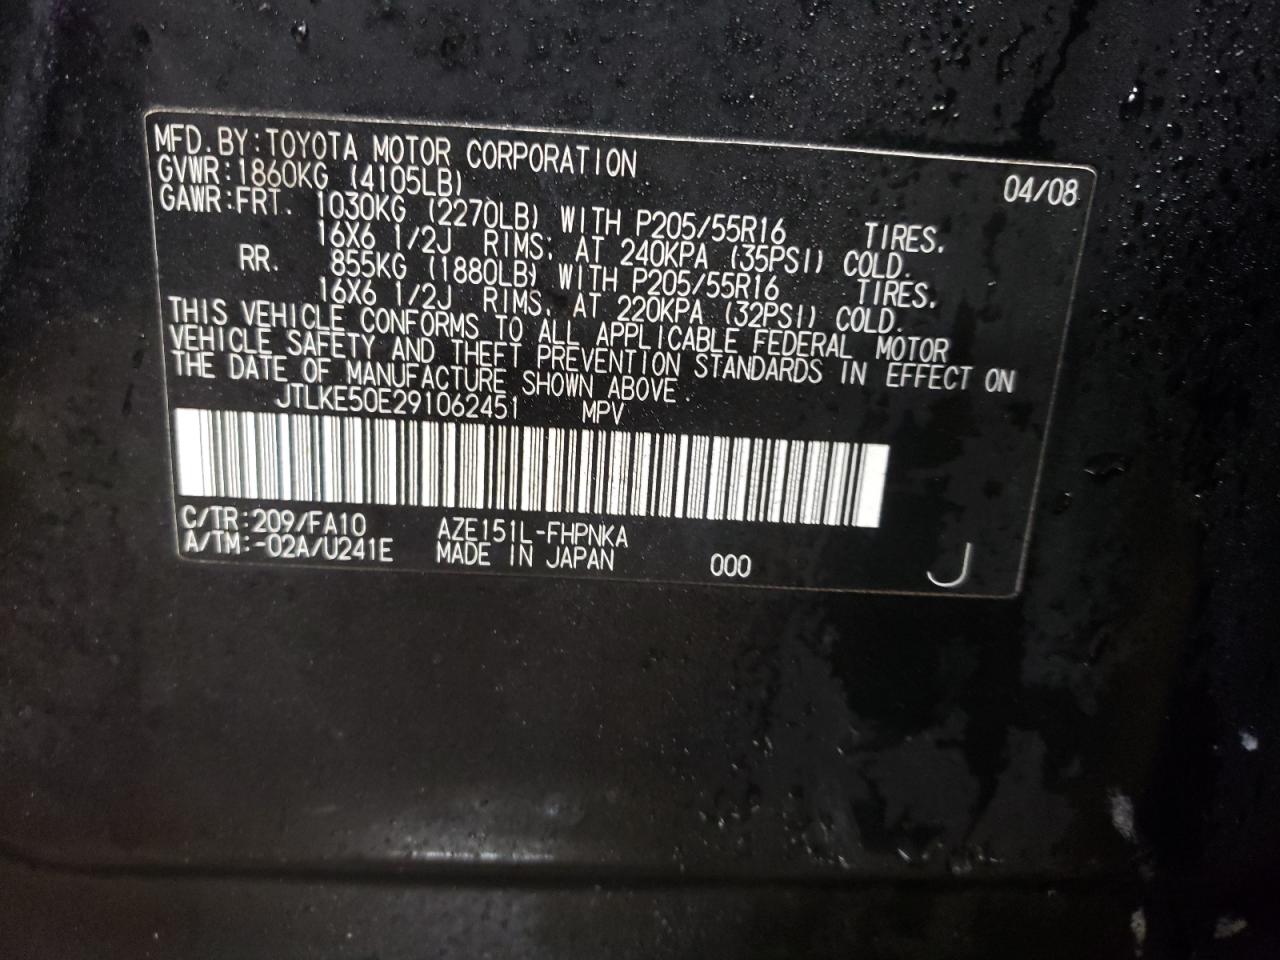 MFD. BY: TOYOTA MOTOR CORPORATION 04/08
GVWR: 1860KG (4105LB)
GAWR: FRT. 1030KG (2270LB) WITH P205/55R16 TIRES,
16X6 1/2J RIMS, AT 240KPA (35PSI) COLD.
RR. 855KG (1880LB) WITH P205/55R16 TIRES,
16X6 1/2J RIMS, AT 220KPA (32PSI) COLD.
THIS VEHICLE CONFORMS TO ALL APPLICABLE FEDERAL MOTOR
VEHICLE SAFETY AND THEFT PREVENTION STANDARDS IN EFFECT ON
THE DATE OF MANUFACTURE SHOWN ABOVE.
JTLKE50E291062451 MPV
C/TR: 209/FA10 AZE151L-FHPNKA
A/TM: -02A/U241E MADE IN JAPAN 000 J